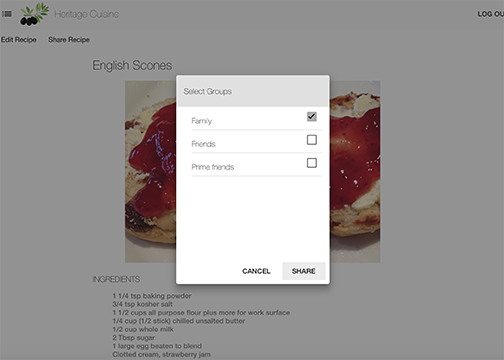 Heritage Cuisine
LOG OU
Edit Recipe Share Recipe
English Scones
Select Groups
Family
Friends
Prime friends
CANCEL SHARE
INGREDIENTS
1 1/4 tsp baking powder
3/4 tsp kosher salt
1 1/2 cups all purpose flour plus more for work surface
1/4 cup (1/2 stick) chilled unsalted butter
1/2 cup whole milk
2 Tbsp sugar
1 large egg beaten to blend
Clotted cream, strawberry jam